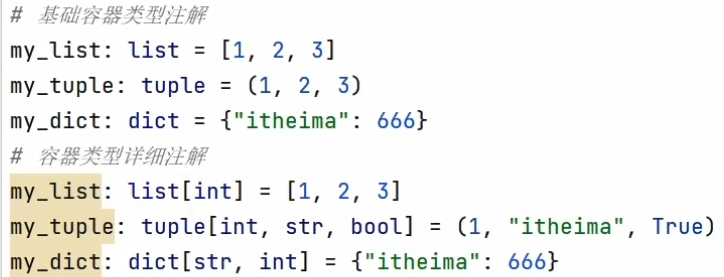 # 基础容器类型注解
my_list: list = [1, 2, 3]
my_tuple: tuple = (1, 2, 3)
my_dict: dict = {"itheima": 666}
# 容器类型详细注解
my_list: list[int] = [1, 2, 3]
my_tuple: tuple[int, str, bool] = (1, "itheima", True)
my_dict: dict[str, int] = {"itheima": 666}